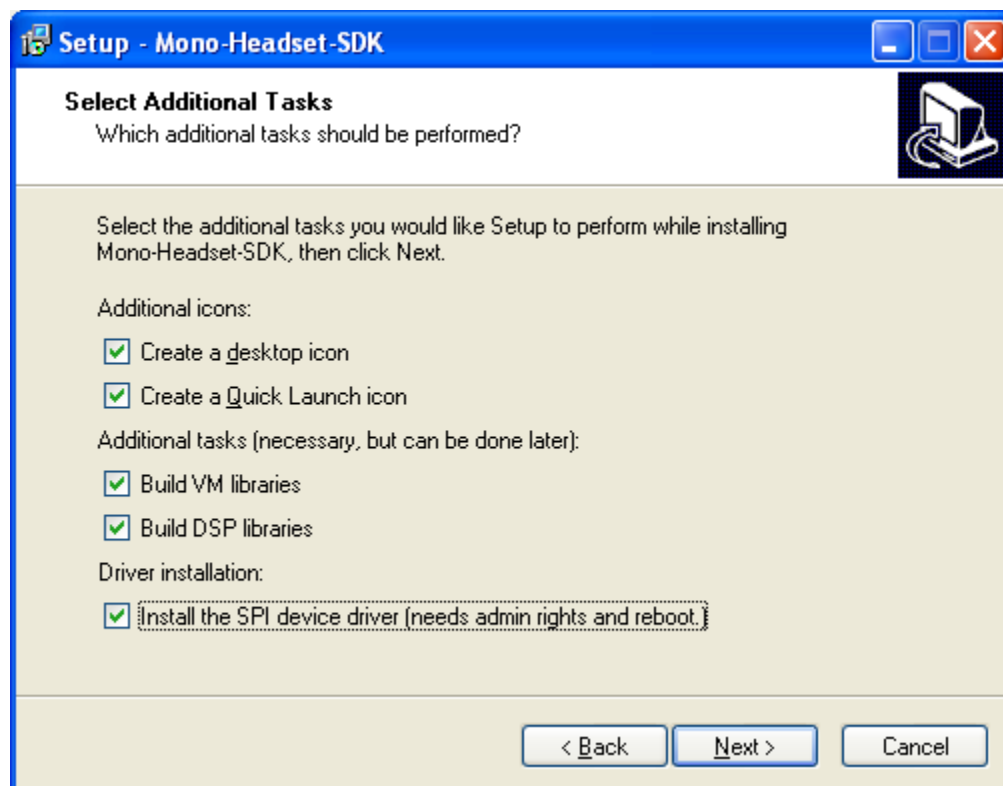 Setup - Mono-Headset-SDK
Select Additional Tasks
Which additional tasks should be performed?
Select the additional tasks you would like Setup to perform while installing
Mono-Headset-SDK, then click Next.
Additional icons:
Create a desktop icon
Create a Quick Launch icon
Additional tasks (necessary, but can be done later):
Build VM libraries
Build DSP libraries
Driver installation:
Install the SPI device driver (needs admin rights and reboot.)
< Back Next > Cancel